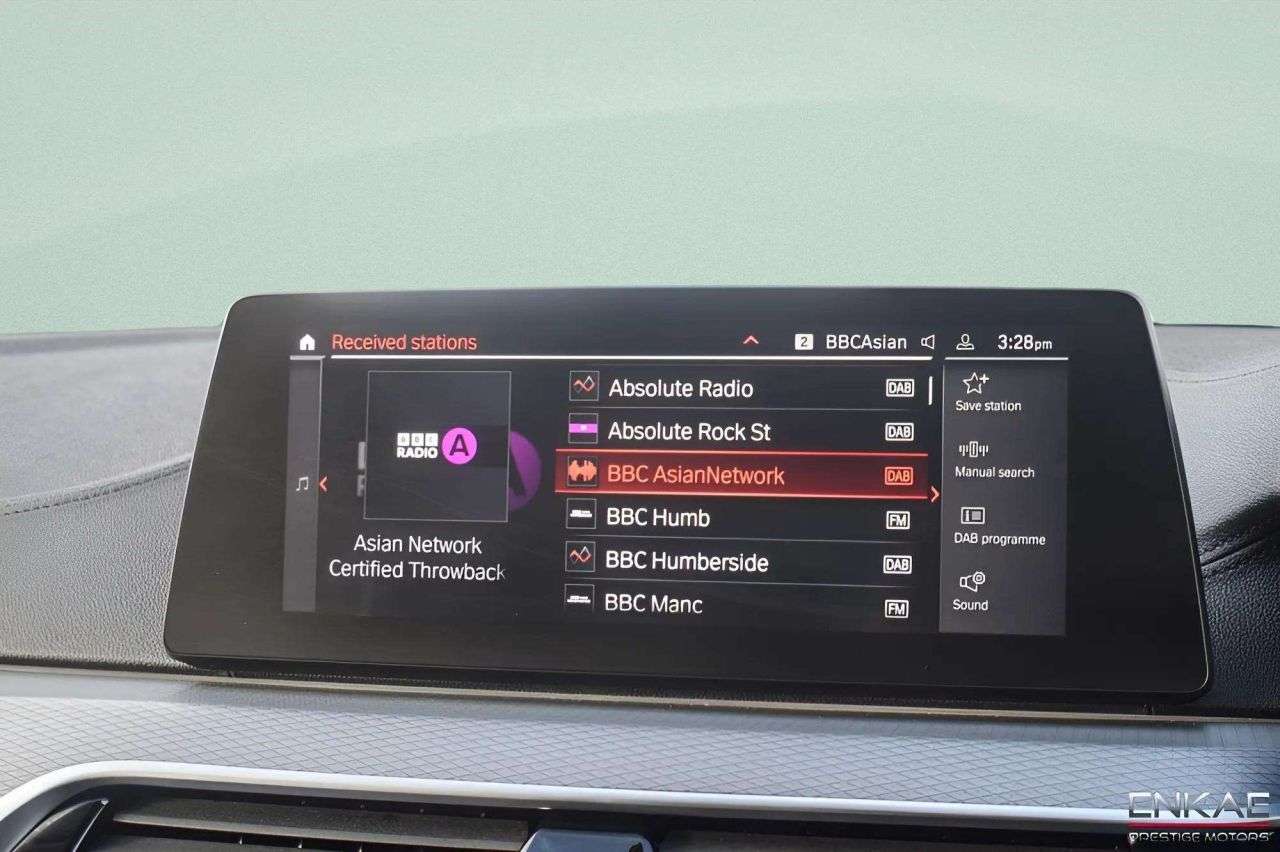 Received stations
2 BBCAsian
3:28pm
BBC
RADIO A
Asian Network
Certified Throwback
Absolute Radio DAB
Absolute Rock St DAB
BBC AsianNetwork DAB
BBC Humb FM
BBC Humberside DAB
BBC Manc FM
Save station
Manual search
DAB programme
Sound
ENKAE
PRESTIGE MOTORS